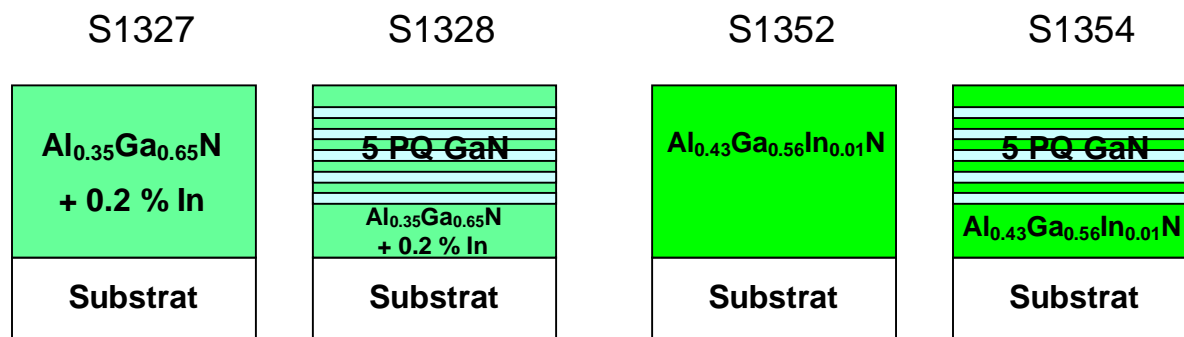 S1327
S1328
S1352
S1354
Al₀.₃₅Ga₀.₆₅N
+ 0.2 % In
5 PQ GaN
Al₀.₃₅Ga₀.₆₅N
+ 0.2 % In
Al₀.₄₃Ga₀.₅₆In₀.₀₁N
5 PQ GaN
Al₀.₄₃Ga₀.₅₆In₀.₀₁N
Substrat
Substrat
Substrat
Substrat